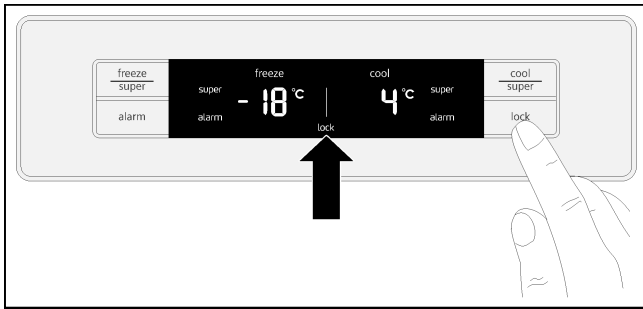 freeze
super
alarm
freeze cool
super - 18 °C 4 °C super
alarm alarm
lock
cool
super
lock